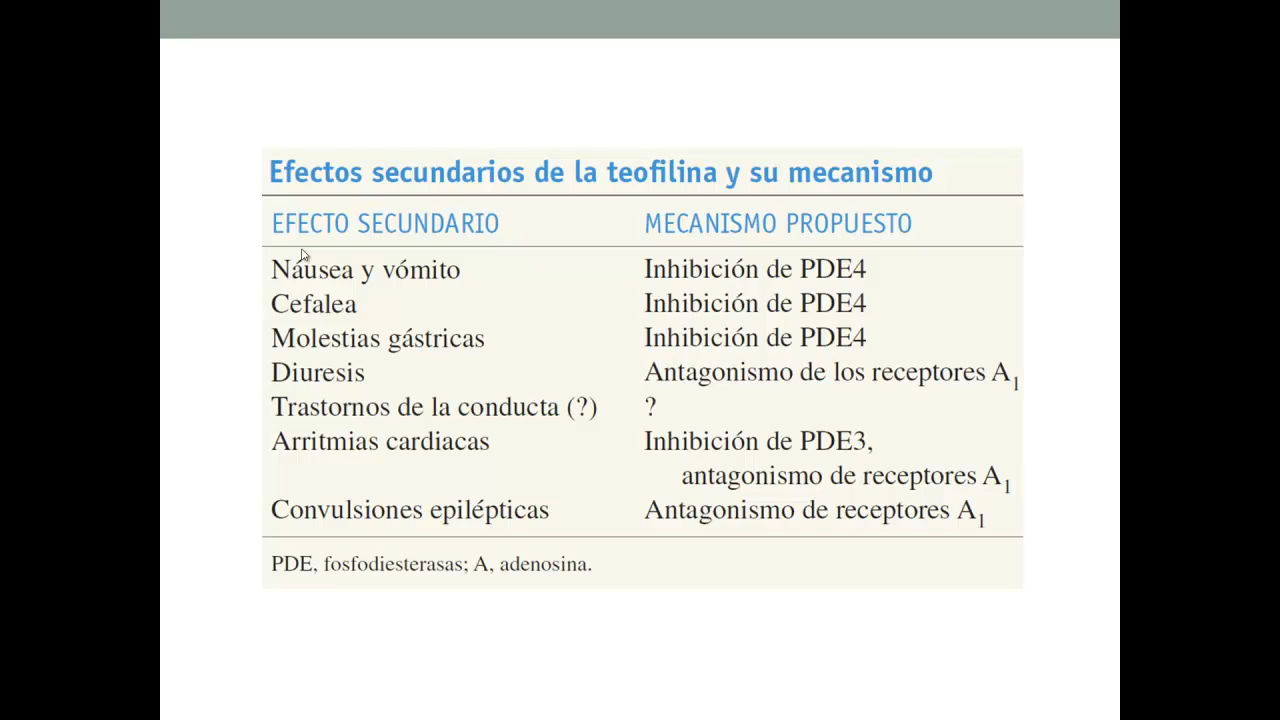 Efectos secundarios de la teofilina y su mecanismo
EFECTO SECUNDARIO MECANISMO PROPUESTO
Náusea y vómito Inhibición de PDE4
Cefalea Inhibición de PDE4
Molestias gástricas Inhibición de PDE4
Diuresis Antagonismo de los receptores A1
Trastornos de la conducta (?) ?
Arritmias cardiacas Inhibición de PDE3,
antagonismo de receptores A1
Convulsiones epilépticas Antagonismo de receptores A1
PDE, fosfodiesterasas; A, adenosina.